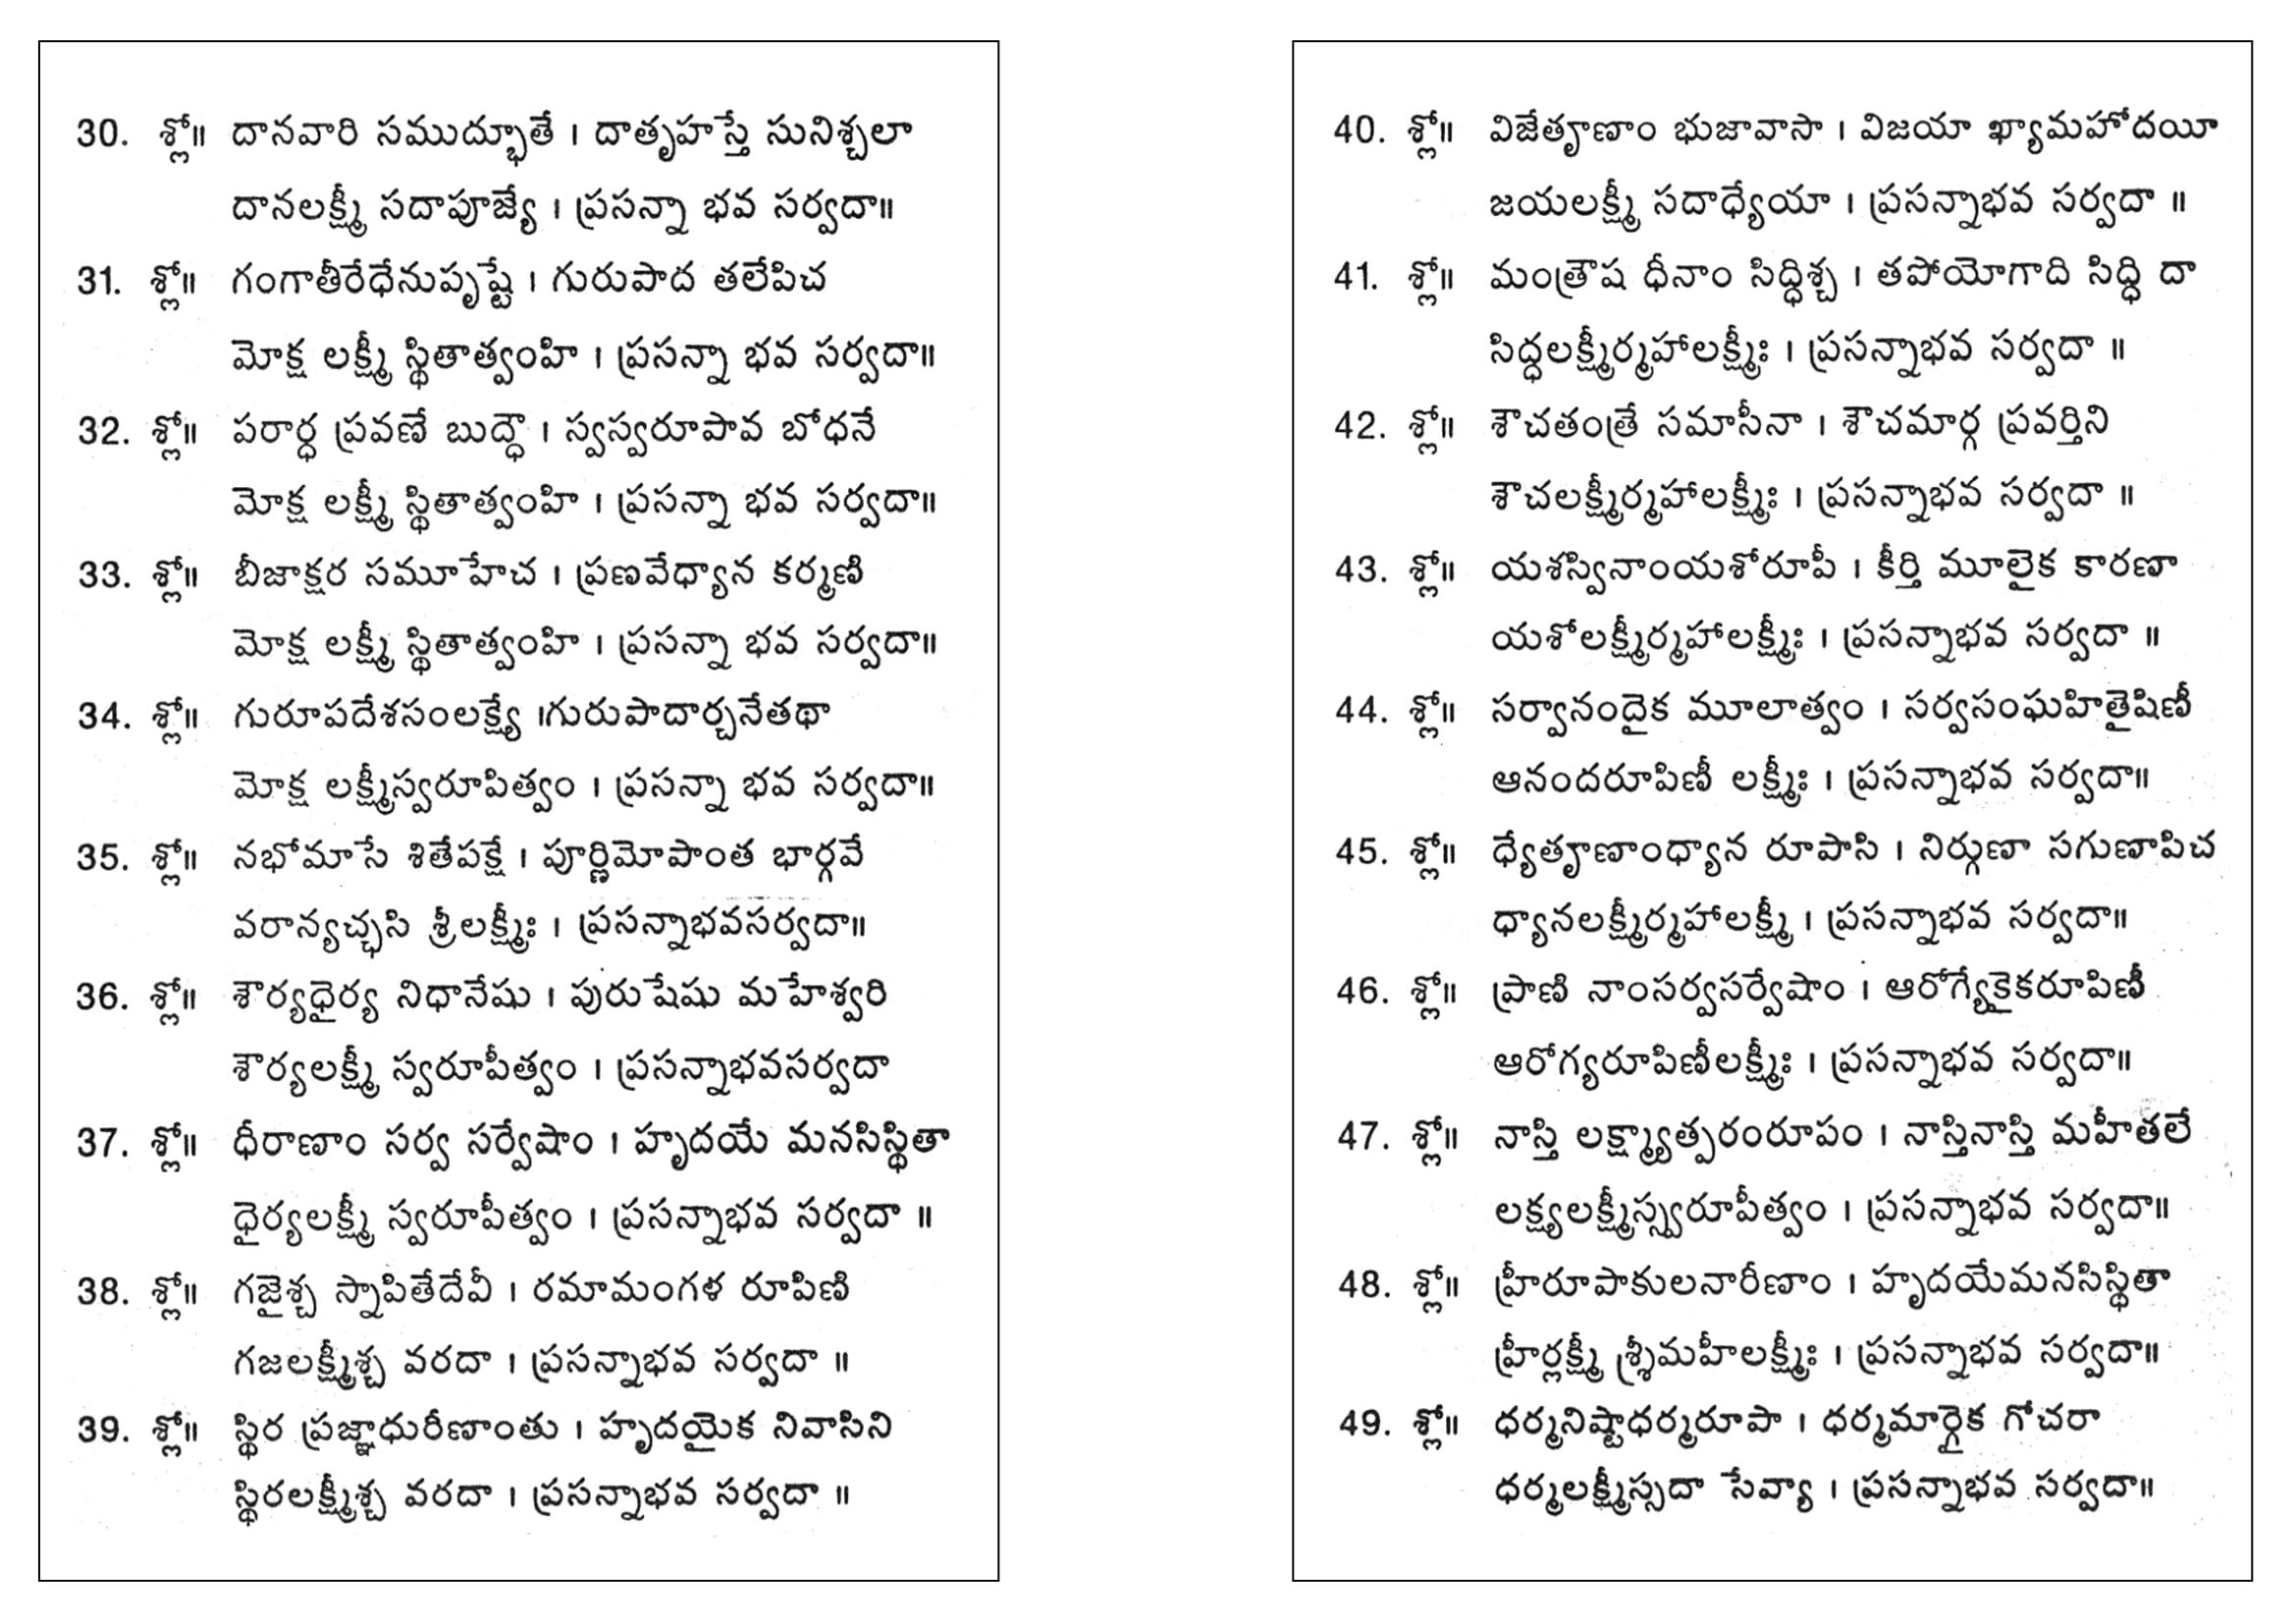 30. శ్లో॥ దానవారి సముద్భూతే । దాతృహస్తే సునిశ్చలా
దానలక్ష్మీ సదాపూజ్యే । ప్రసన్నా భవ సర్వదా॥
31. శ్లో॥ గంగాతీరేధేనుపృష్టే । గురుపాద తలేపిచ
మోక్ష లక్ష్మీ స్థితాత్వంహి । ప్రసన్నా భవ సర్వదా॥
32. శ్లో॥ పరార్ధ ప్రవణే బుద్ధౌ । స్వస్వరూపావ బోధనే
మోక్ష లక్ష్మీ స్థితాత్వంహి । ప్రసన్నా భవ సర్వదా॥
33. శ్లో॥ బీజాక్షర సమూహేచ । ప్రణవేధ్యాన కర్మణి
మోక్ష లక్ష్మీ స్థితాత్వంహి । ప్రసన్నా భవ సర్వదా॥
34. శ్లో॥ గురూపదేశసంలక్ష్యే ।గురుపాదార్చనేతథా
మోక్ష లక్ష్మీస్వరూపిత్వం । ప్రసన్నా భవ సర్వదా॥
35. శ్లో॥ నభోమాసే శితేపక్షే । పూర్ణిమోపాంత భార్గవే
వరాన్యచ్ఛసి శ్రీలక్ష్మీః । ప్రసన్నాభవసర్వదా॥
36. శ్లో॥ శౌర్యధైర్య నిధానేషు । పురుషేషు మహేశ్వరి
శౌర్యలక్ష్మీ స్వరూపీత్వం । ప్రసన్నాభవసర్వదా
37. శ్లో॥ ధీరాణాం సర్వ సర్వేషాం । హృదయే మనసిస్థితా
ధైర్యలక్ష్మీ స్వరూపీత్వం । ప్రసన్నాభవ సర్వదా ॥
38. శ్లో॥ గజైశ్చ స్నాపితేదేవీ । రమామంగళ రూపిణి
గజలక్ష్మీశ్చ వరదా । ప్రసన్నాభవ సర్వదా ॥
39. శ్లో॥ స్థిర ప్రజ్ఞాధురీణాంతు । హృదయైక నివాసిని
స్థిరలక్ష్మీశ్చ వరదా । ప్రసన్నాభవ సర్వదా ॥
40. శ్లో॥ విజేతౄణాం భుజావాసా । విజయా ఖ్యామహోదయీ
జయలక్ష్మీ సదాధ్యేయా । ప్రసన్నాభవ సర్వదా ॥
41. శ్లో॥ మంత్రౌష ధీనాం సిద్ధిశ్చ । తపోయోగాది సిద్ధి దా
సిద్ధలక్ష్మీర్మహాలక్ష్మీః । ప్రసన్నాభవ సర్వదా ॥
42. శ్లో॥ శౌచతంత్రే సమాసీనా । శౌచమార్గ ప్రవర్తిని
శౌచలక్ష్మీర్మహాలక్ష్మీః । ప్రసన్నాభవ సర్వదా ॥
43. శ్లో॥ యశస్వినాంయశోరూపీ । కీర్తి మూలైక కారణా
యశోలక్ష్మీర్మహాలక్ష్మీః । ప్రసన్నాభవ సర్వదా ॥
44. శ్లో॥ సర్వానందైక మూలాత్వం । సర్వసంఘహితైషిణీ
ఆనందరూపిణీ లక్ష్మీః । ప్రసన్నాభవ సర్వదా॥
45. శ్లో॥ ధ్యేతౄణాంధ్యాన రూపాసి । నిర్గుణా సగుణాపిచ
ధ్యానలక్ష్మీర్మహాలక్ష్మీ । ప్రసన్నాభవ సర్వదా॥
46. శ్లో॥ ప్రాణి నాంసర్వసర్వేషాం । ఆరోగ్యేకైకరూపిణీ
ఆరోగ్యరూపిణీలక్ష్మీః । ప్రసన్నాభవ సర్వదా॥
47. శ్లో॥ నాస్తి లక్ష్మ్యాత్పరంరూపం । నాస్తినాస్తి మహీతలే
లక్ష్యలక్ష్మీస్స్వరూపీత్వం । ప్రసన్నాభవ సర్వదా॥
48. శ్లో॥ హ్రీరూపాకులనారీణాం । హృదయేమనసిస్థితా
హ్రీర్లక్ష్మీ శ్రీమహీలక్ష్మీః । ప్రసన్నాభవ సర్వదా॥
49. శ్లో॥ ధర్మనిష్టాధర్మరూపా । ధర్మమార్గైక గోచరా
ధర్మలక్ష్మీస్సదా సేవ్యా । ప్రసన్నాభవ సర్వదా॥